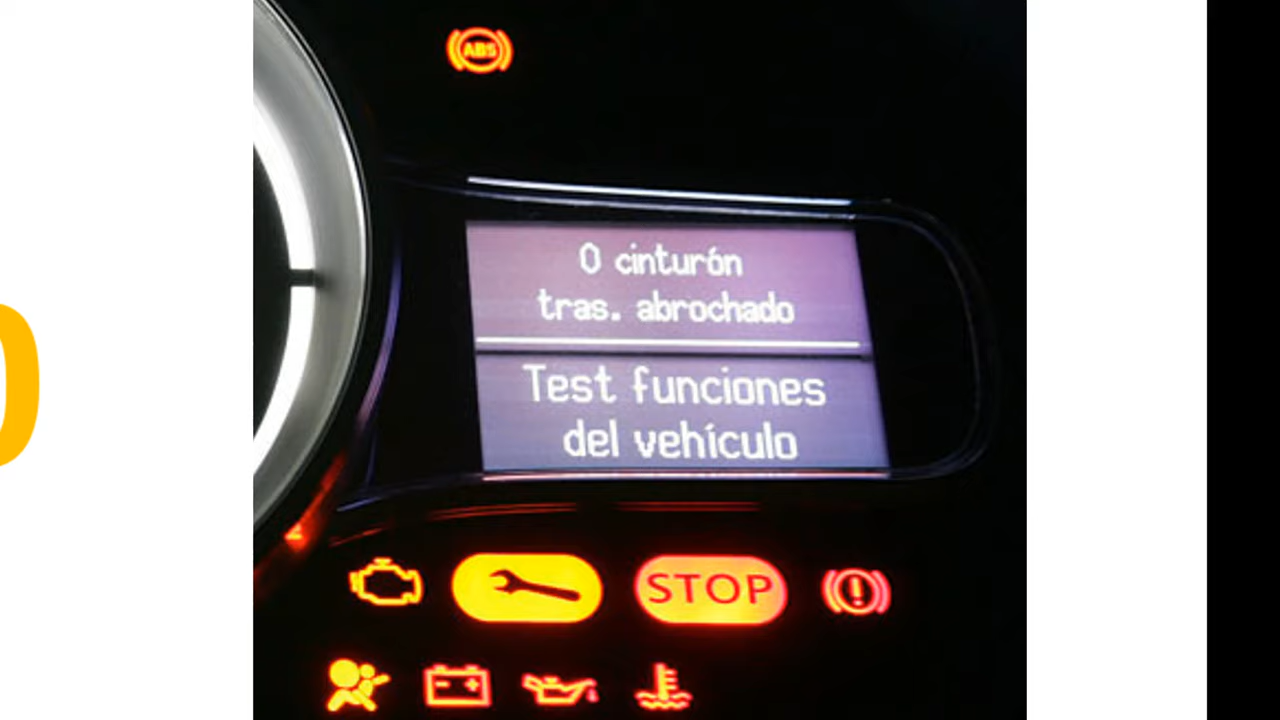 ABS
0 cinturón
tras. abrochado
Test funciones
del vehículo
STOP